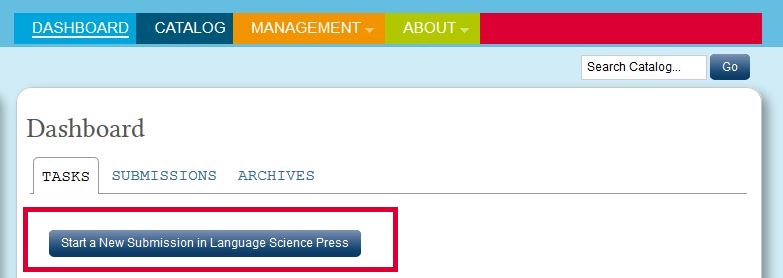 DASHBOARD CATALOG MANAGEMENT ABOUT
Search Catalog... Go
Dashboard
TASKS SUBMISSIONS ARCHIVES
Start a New Submission in Language Science Press